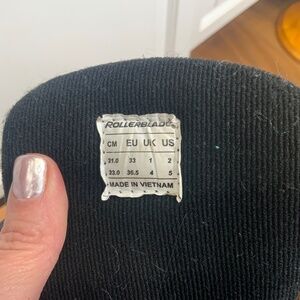 ROLLERBLADE
CM EU UK US
21.0 33 1 2
23.0 36.5 4 5
MADE IN VIETNAM